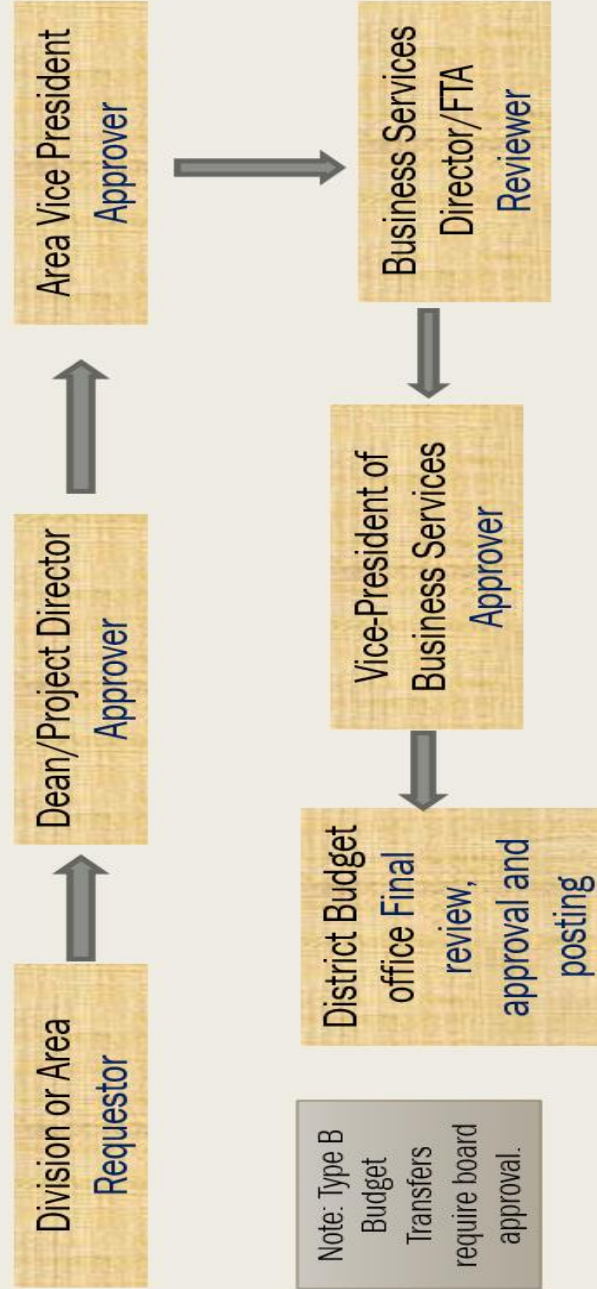 Division or Area
Requestor
Dean/Project Director
Approver
Area Vice President
Approver
Business Services
Director/FTA
Reviewer
Vice-President of
Business Services
Approver
District Budget
office Final
review,
approval and
posting
Note: Type B
Budget
Transfers
require board
approval.